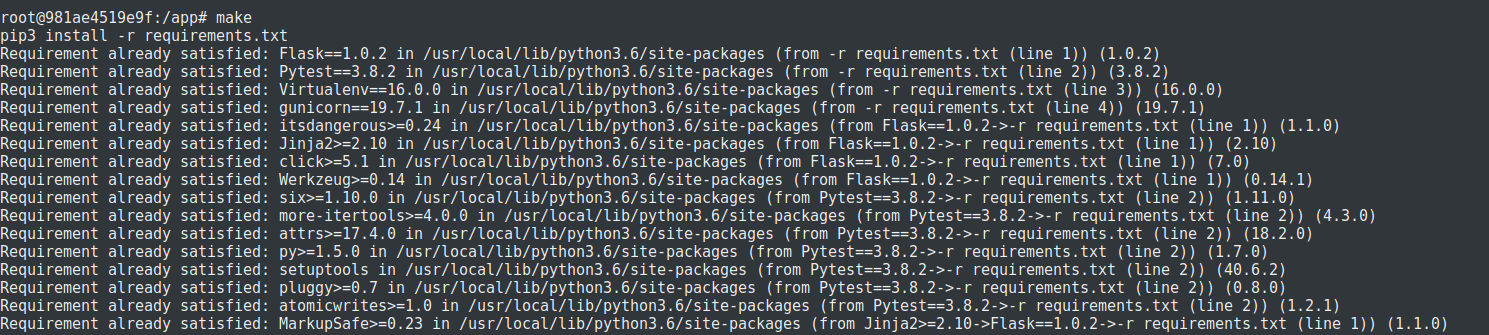 root@981ae4519e9f:/app# make
pip3 install -r requirements.txt
Requirement already satisfied: Flask==1.0.2 in /usr/local/lib/python3.6/site-packages (from -r requirements.txt (line 1)) (1.0.2)
Requirement already satisfied: Pytest==3.8.2 in /usr/local/lib/python3.6/site-packages (from -r requirements.txt (line 2)) (3.8.2)
Requirement already satisfied: Virtualenv==16.0.0 in /usr/local/lib/python3.6/site-packages (from -r requirements.txt (line 3)) (16.0.0)
Requirement already satisfied: gunicorn==19.7.1 in /usr/local/lib/python3.6/site-packages (from -r requirements.txt (line 4)) (19.7.1)
Requirement already satisfied: itsdangerous>=0.24 in /usr/local/lib/python3.6/site-packages (from Flask==1.0.2->-r requirements.txt (line 1)) (1.1.0)
Requirement already satisfied: Jinja2>=2.10 in /usr/local/lib/python3.6/site-packages (from Flask==1.0.2->-r requirements.txt (line 1)) (2.10)
Requirement already satisfied: click>=5.1 in /usr/local/lib/python3.6/site-packages (from Flask==1.0.2->-r requirements.txt (line 1)) (7.0)
Requirement already satisfied: Werkzeug>=0.14 in /usr/local/lib/python3.6/site-packages (from Flask==1.0.2->-r requirements.txt (line 1)) (0.14.1)
Requirement already satisfied: six>=1.10.0 in /usr/local/lib/python3.6/site-packages (from Pytest==3.8.2->-r requirements.txt (line 2)) (1.11.0)
Requirement already satisfied: more-itertools>=4.0.0 in /usr/local/lib/python3.6/site-packages (from Pytest==3.8.2->-r requirements.txt (line 2)) (4.3.0)
Requirement already satisfied: attrs>=17.4.0 in /usr/local/lib/python3.6/site-packages (from Pytest==3.8.2->-r requirements.txt (line 2)) (18.2.0)
Requirement already satisfied: py>=1.5.0 in /usr/local/lib/python3.6/site-packages (from Pytest==3.8.2->-r requirements.txt (line 2)) (1.7.0)
Requirement already satisfied: setuptools in /usr/local/lib/python3.6/site-packages (from Pytest==3.8.2->-r requirements.txt (line 2)) (40.6.2)
Requirement already satisfied: pluggy>=0.7 in /usr/local/lib/python3.6/site-packages (from Pytest==3.8.2->-r requirements.txt (line 2)) (0.8.0)
Requirement already satisfied: atomicwrites>=1.0 in /usr/local/lib/python3.6/site-packages (from Pytest==3.8.2->-r requirements.txt (line 2)) (1.2.1)
Requirement already satisfied: MarkupSafe>=0.23 in /usr/local/lib/python3.6/site-packages (from Jinja2>=2.10->Flask==1.0.2->-r requirements.txt (line 1)) (1.1.0)